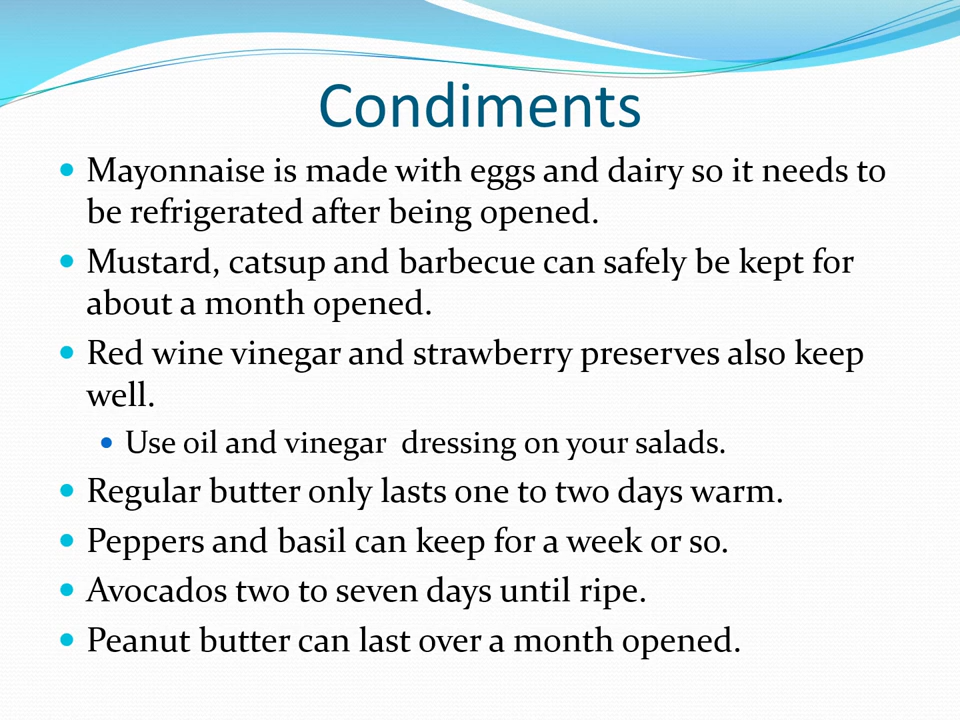 Condiments
Mayonnaise is made with eggs and dairy so it needs to
be refrigerated after being opened.
Mustard, catsup and barbecue can safely be kept for
about a month opened.
Red wine vinegar and strawberry preserves also keep
well.
Use oil and vinegar  dressing on your salads.
Regular butter only lasts one to two days warm.
Peppers and basil can keep for a week or so.
Avocados two to seven days until ripe.
Peanut butter can last over a month opened.